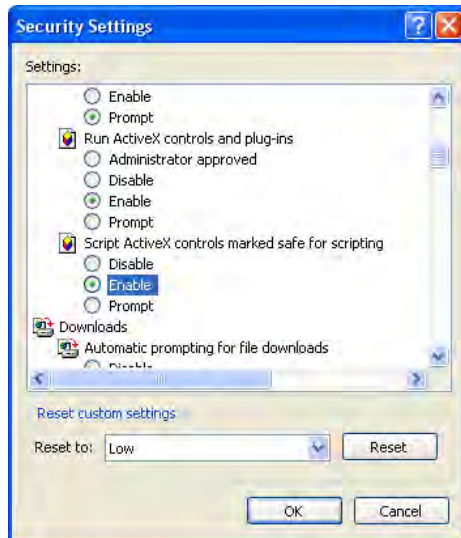 Security Settings
Settings:
Enable
Prompt
Run ActiveX controls and plug-ins
Administrator approved
Disable
Enable
Prompt
Script ActiveX controls marked safe for scripting
Disable
Enable
Prompt
Downloads
Automatic prompting for file downloads
Disable
Reset custom settings
Reset to: Low Reset
OK Cancel